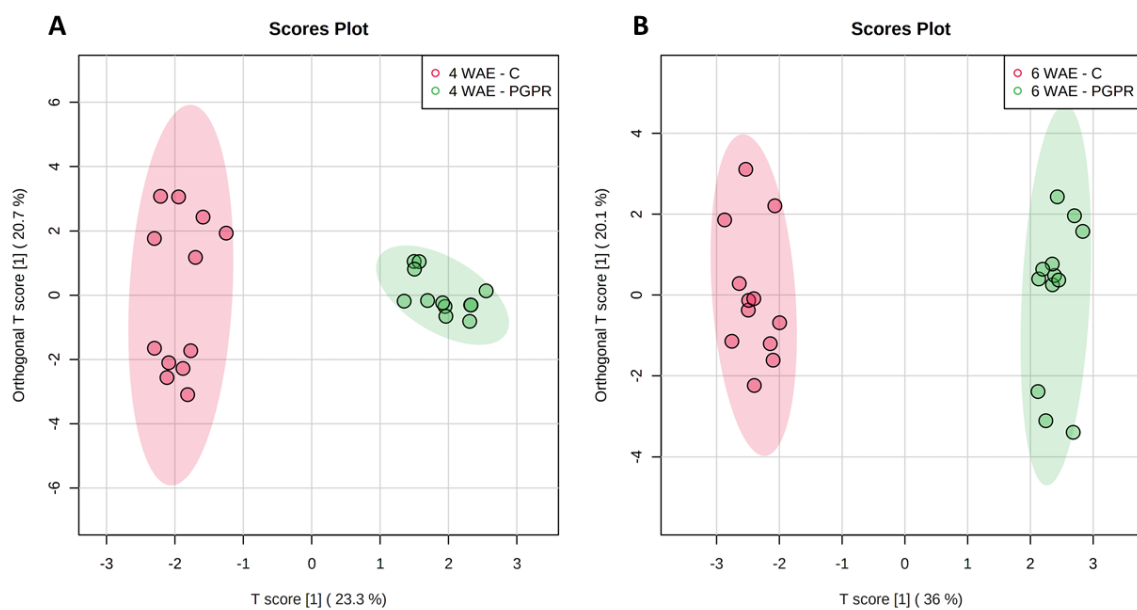 A
Scores Plot
4 WAE - C
4 WAE - PGPR
Orthogonal T score [1] ( 20.7 %)
6
4
2
0
-2
-4
-6
-3 -2 -1 0 1 2 3
T score [1] ( 23.3 %)
B
Scores Plot
6 WAE - C
6 WAE - PGPR
Orthogonal T score [1] ( 20.1 %)
4
2
0
-2
-4
-3 -2 -1 0 1 2 3
T score [1] ( 36 %)